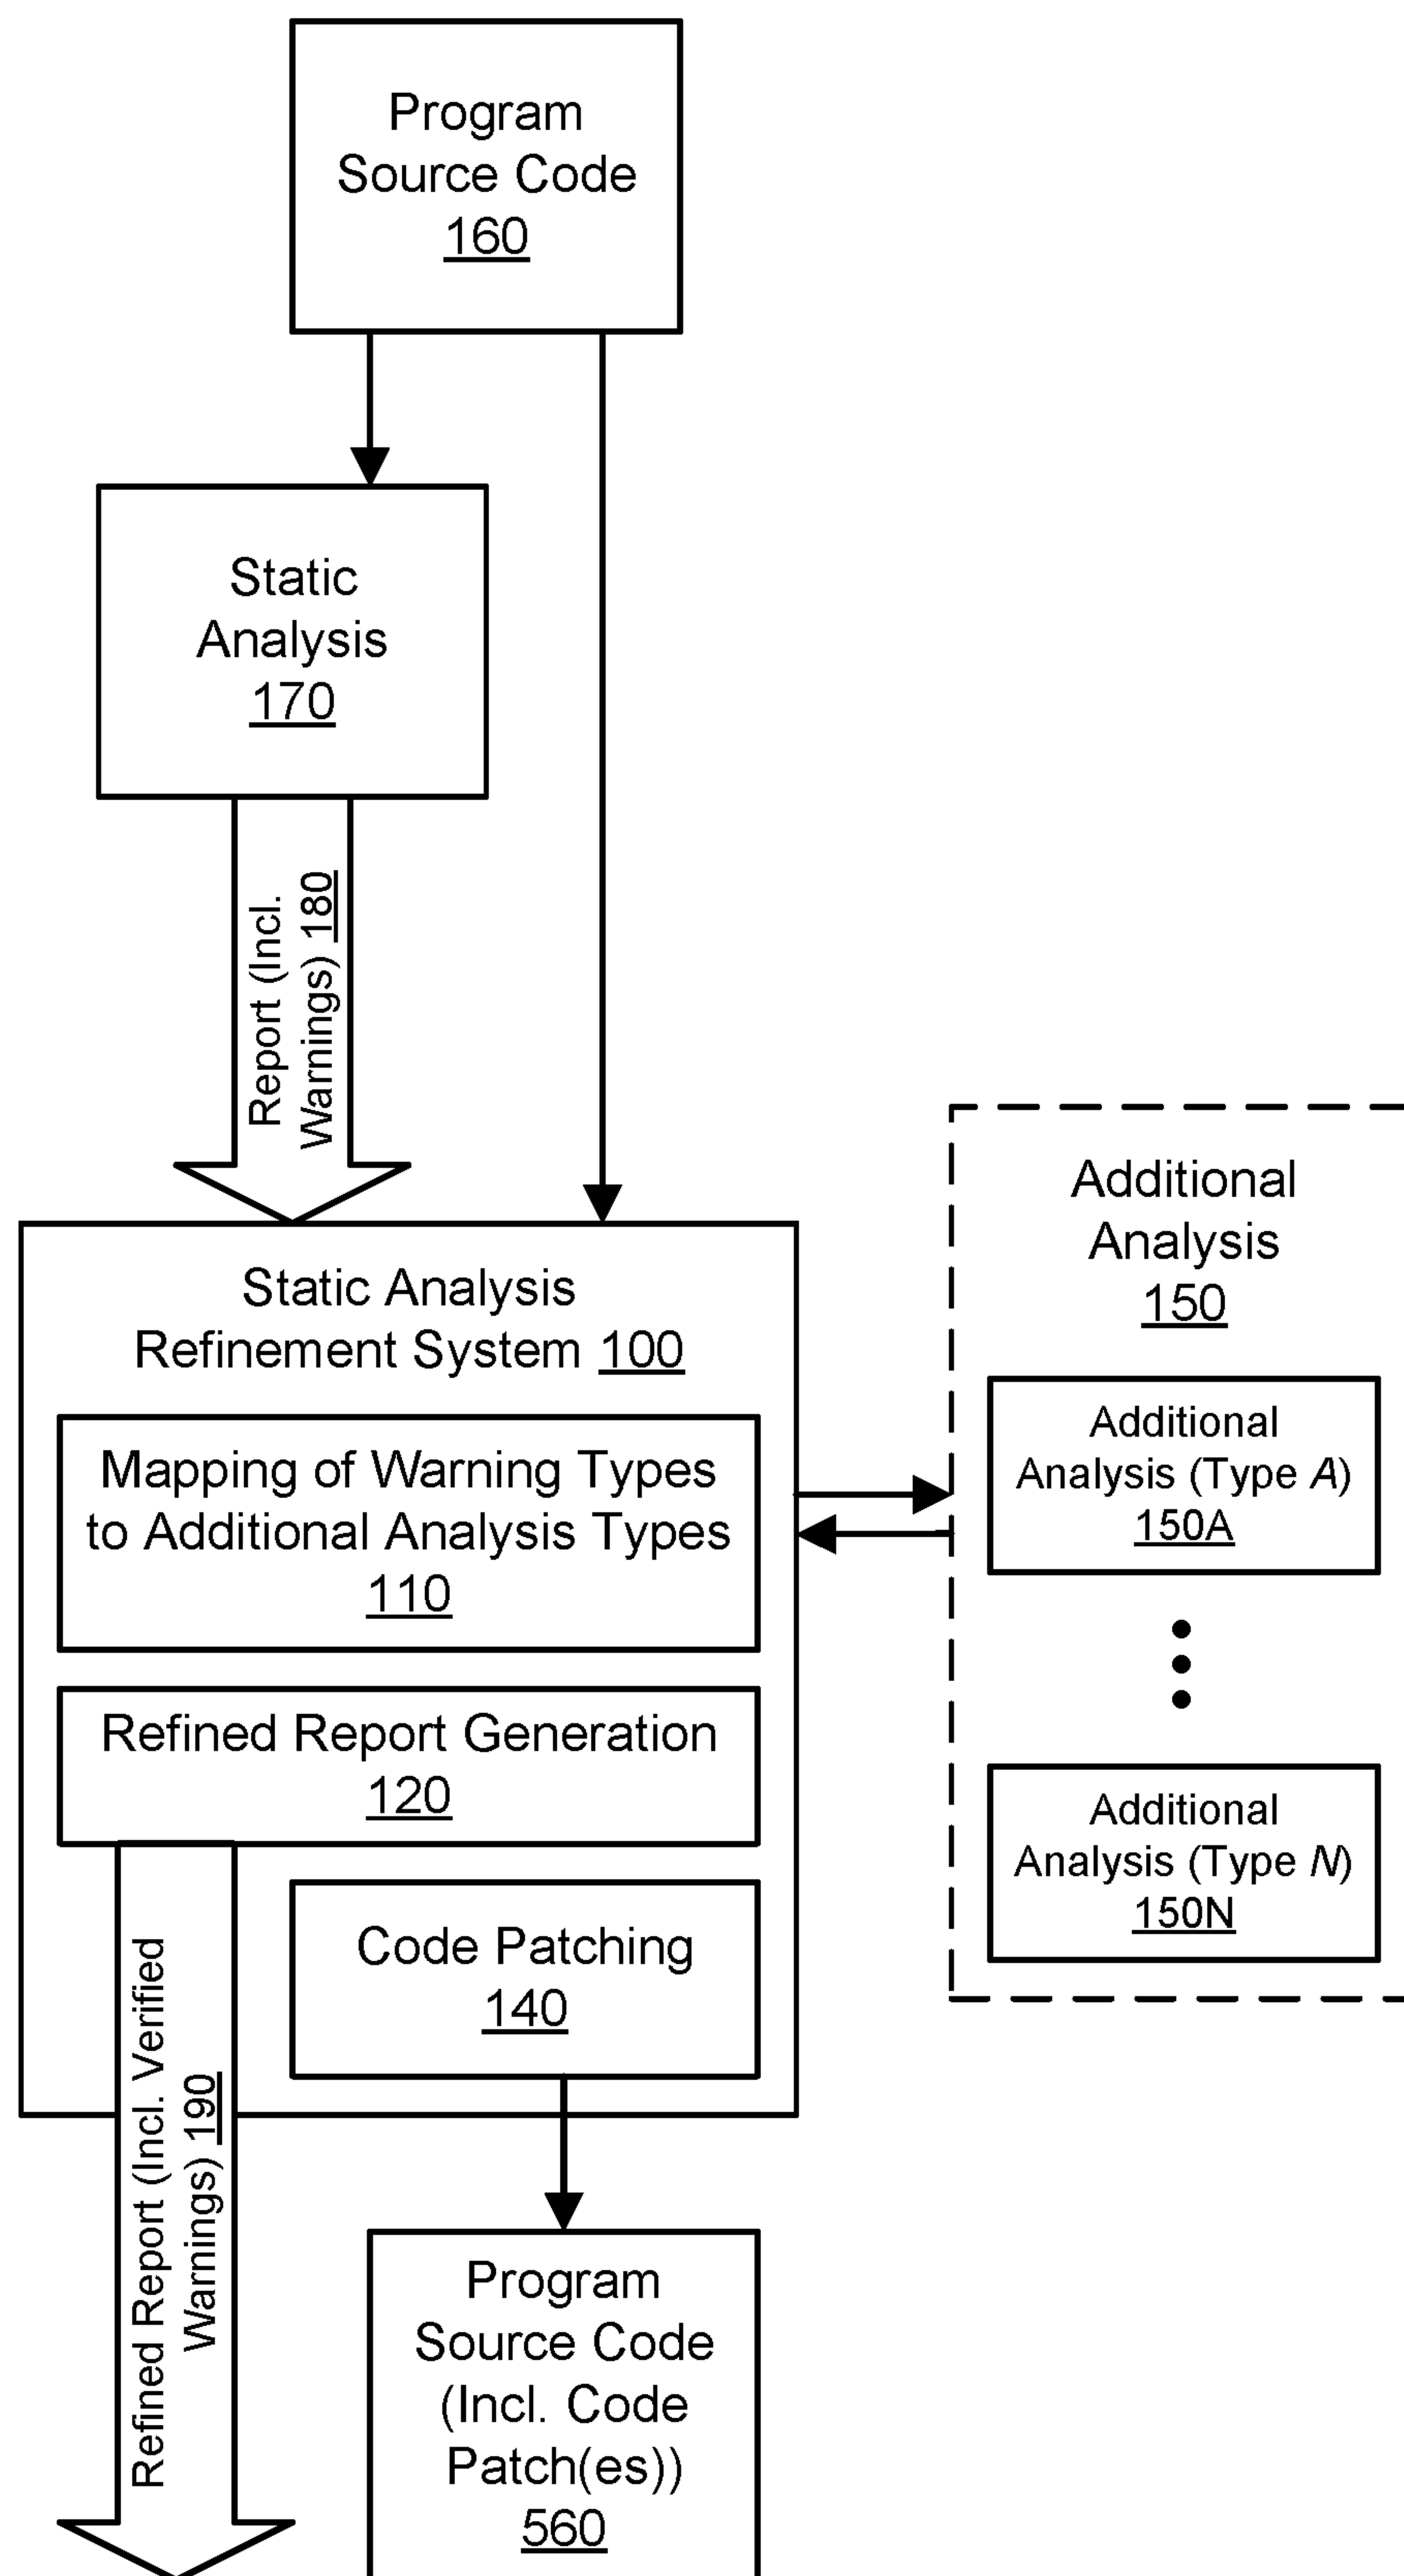 Program
Source Code
160
Static
Analysis
170
Report (Incl.
Warnings) 180
Static Analysis
Refinement System 100
Mapping of Warning Types
to Additional Analysis Types
110
Refined Report Generation
120
Code Patching
140
Refined Report (Incl. Verified
Warnings) 190
Program
Source Code
(Incl. Code
Patch(es))
560
Additional
Analysis
150
Additional
Analysis (Type A)
150A
Additional
Analysis (Type N)
150N